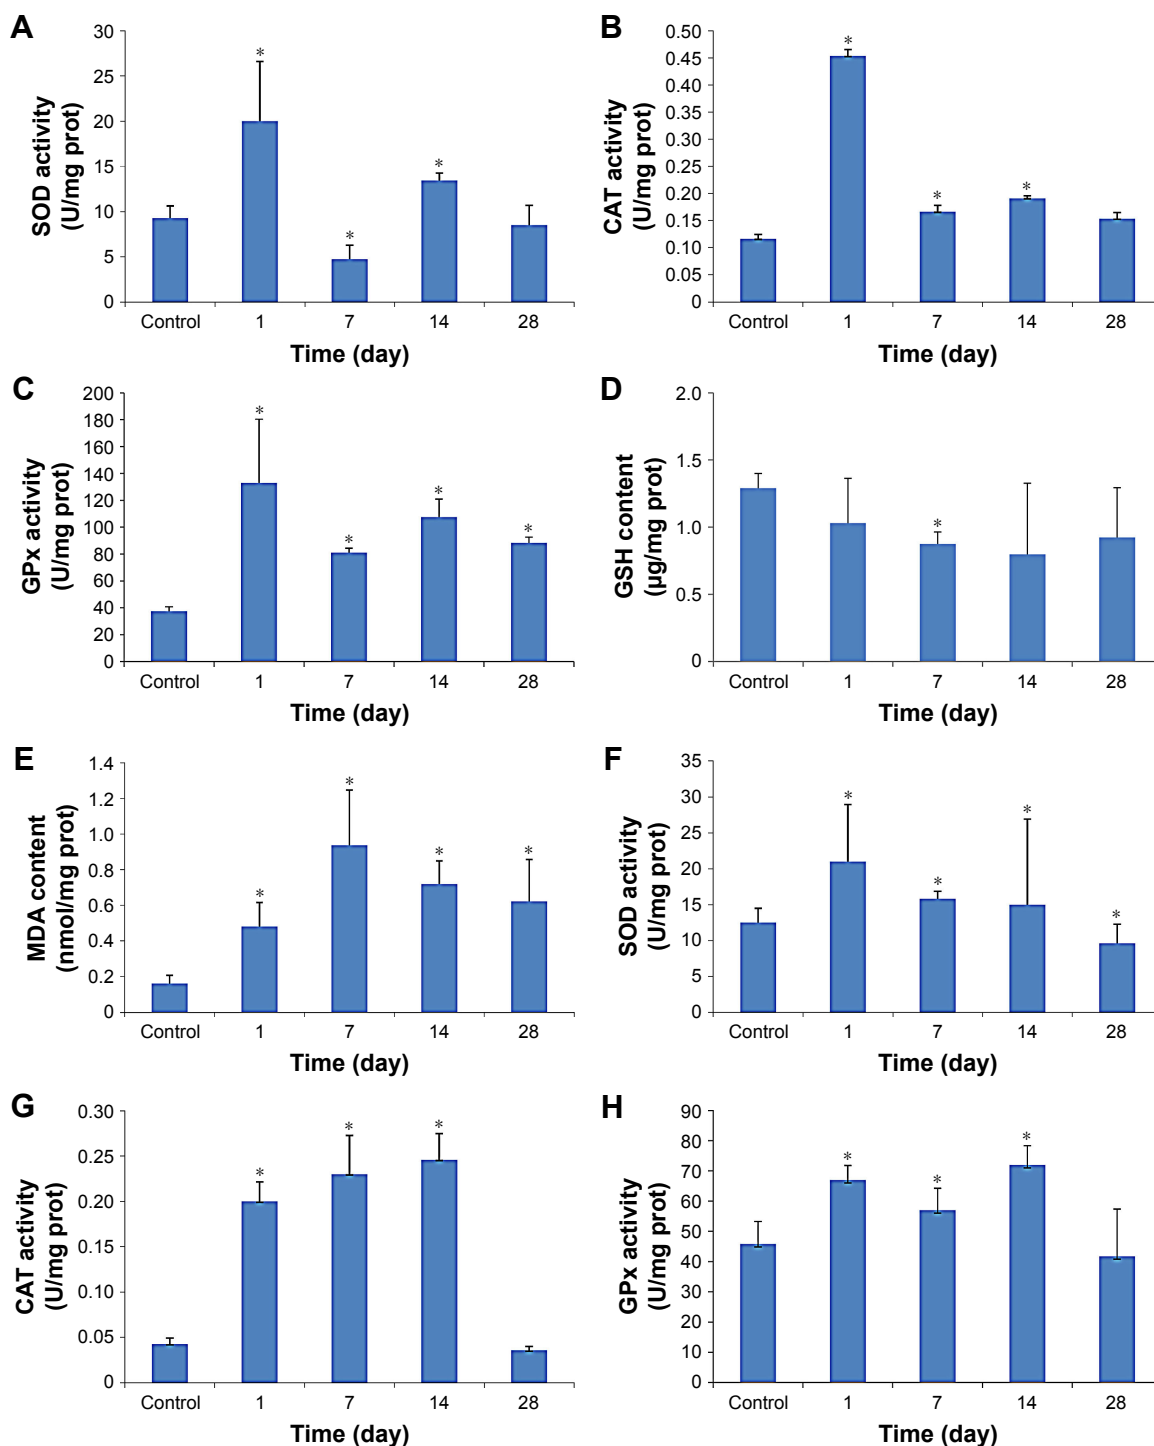 A
SOD activity
(U/mg prot)
30
25
20
15
10
5
0
*
*
*
Control 1 7 14 28
Time (day)
B
CAT activity
(U/mg prot)
0.50
0.45
0.40
0.35
0.30
0.25
0.20
0.15
0.10
0.05
0
*
*
*
Control 1 7 14 28
Time (day)
C
GPx activity
(U/mg prot)
200
180
160
140
120
100
80
60
40
20
0
*
*
*
*
Control 1 7 14 28
Time (day)
D
GSH content
(µg/mg prot)
2.0
1.5
1.0
0.5
0
*
Control 1 7 14 28
Time (day)
E
MDA content
(nmol/mg prot)
1.4
1.2
1.0
0.8
0.6
0.4
0.2
0
*
*
*
*
Control 1 7 14 28
Time (day)
F
SOD activity
(U/mg prot)
35
30
25
20
15
10
5
0
*
*
*
*
Control 1 7 14 28
Time (day)
G
CAT activity
(U/mg prot)
0.30
0.25
0.20
0.15
0.10
0.05
0
*
*
*
Control 1 7 14 28
Time (day)
H
GPx activity
(U/mg prot)
90
80
70
60
50
40
30
20
10
0
*
*
*
Control 1 7 14 28
Time (day)